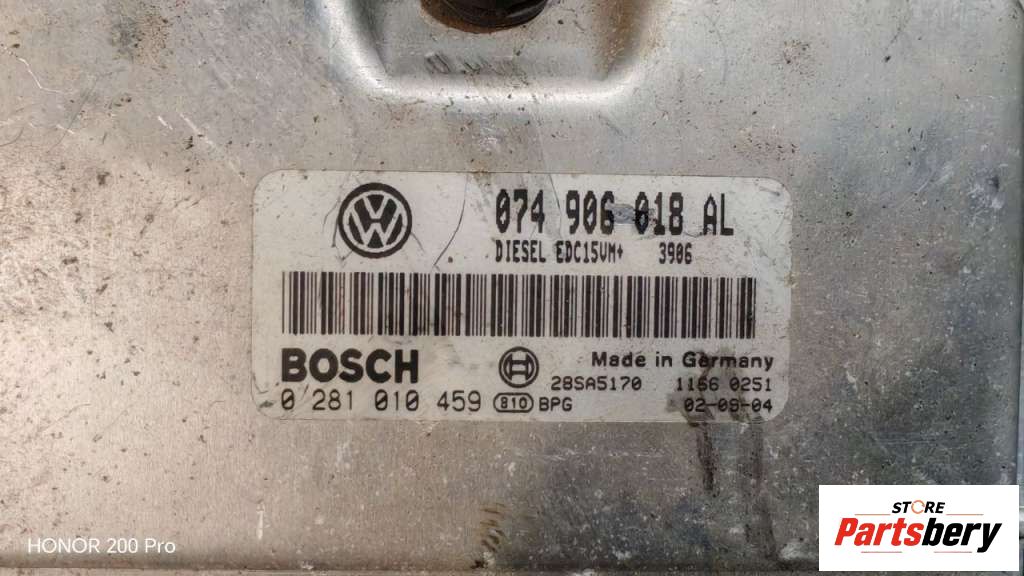 074 906 018 AL
DIESEL EDC15VM+ 3906
BOSCH
Made in Germany
28SA5170 1166 0251
0 281 010 459 810 BPG 02-09-04
HONOR 200 Pro
STORE
Partsbery